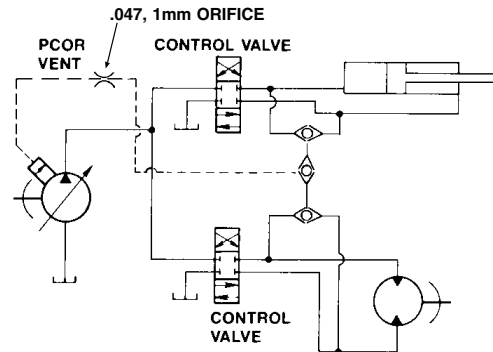 .047, 1mm ORIFICE
PCOR
VENT
CONTROL VALVE
CONTROL
VALVE